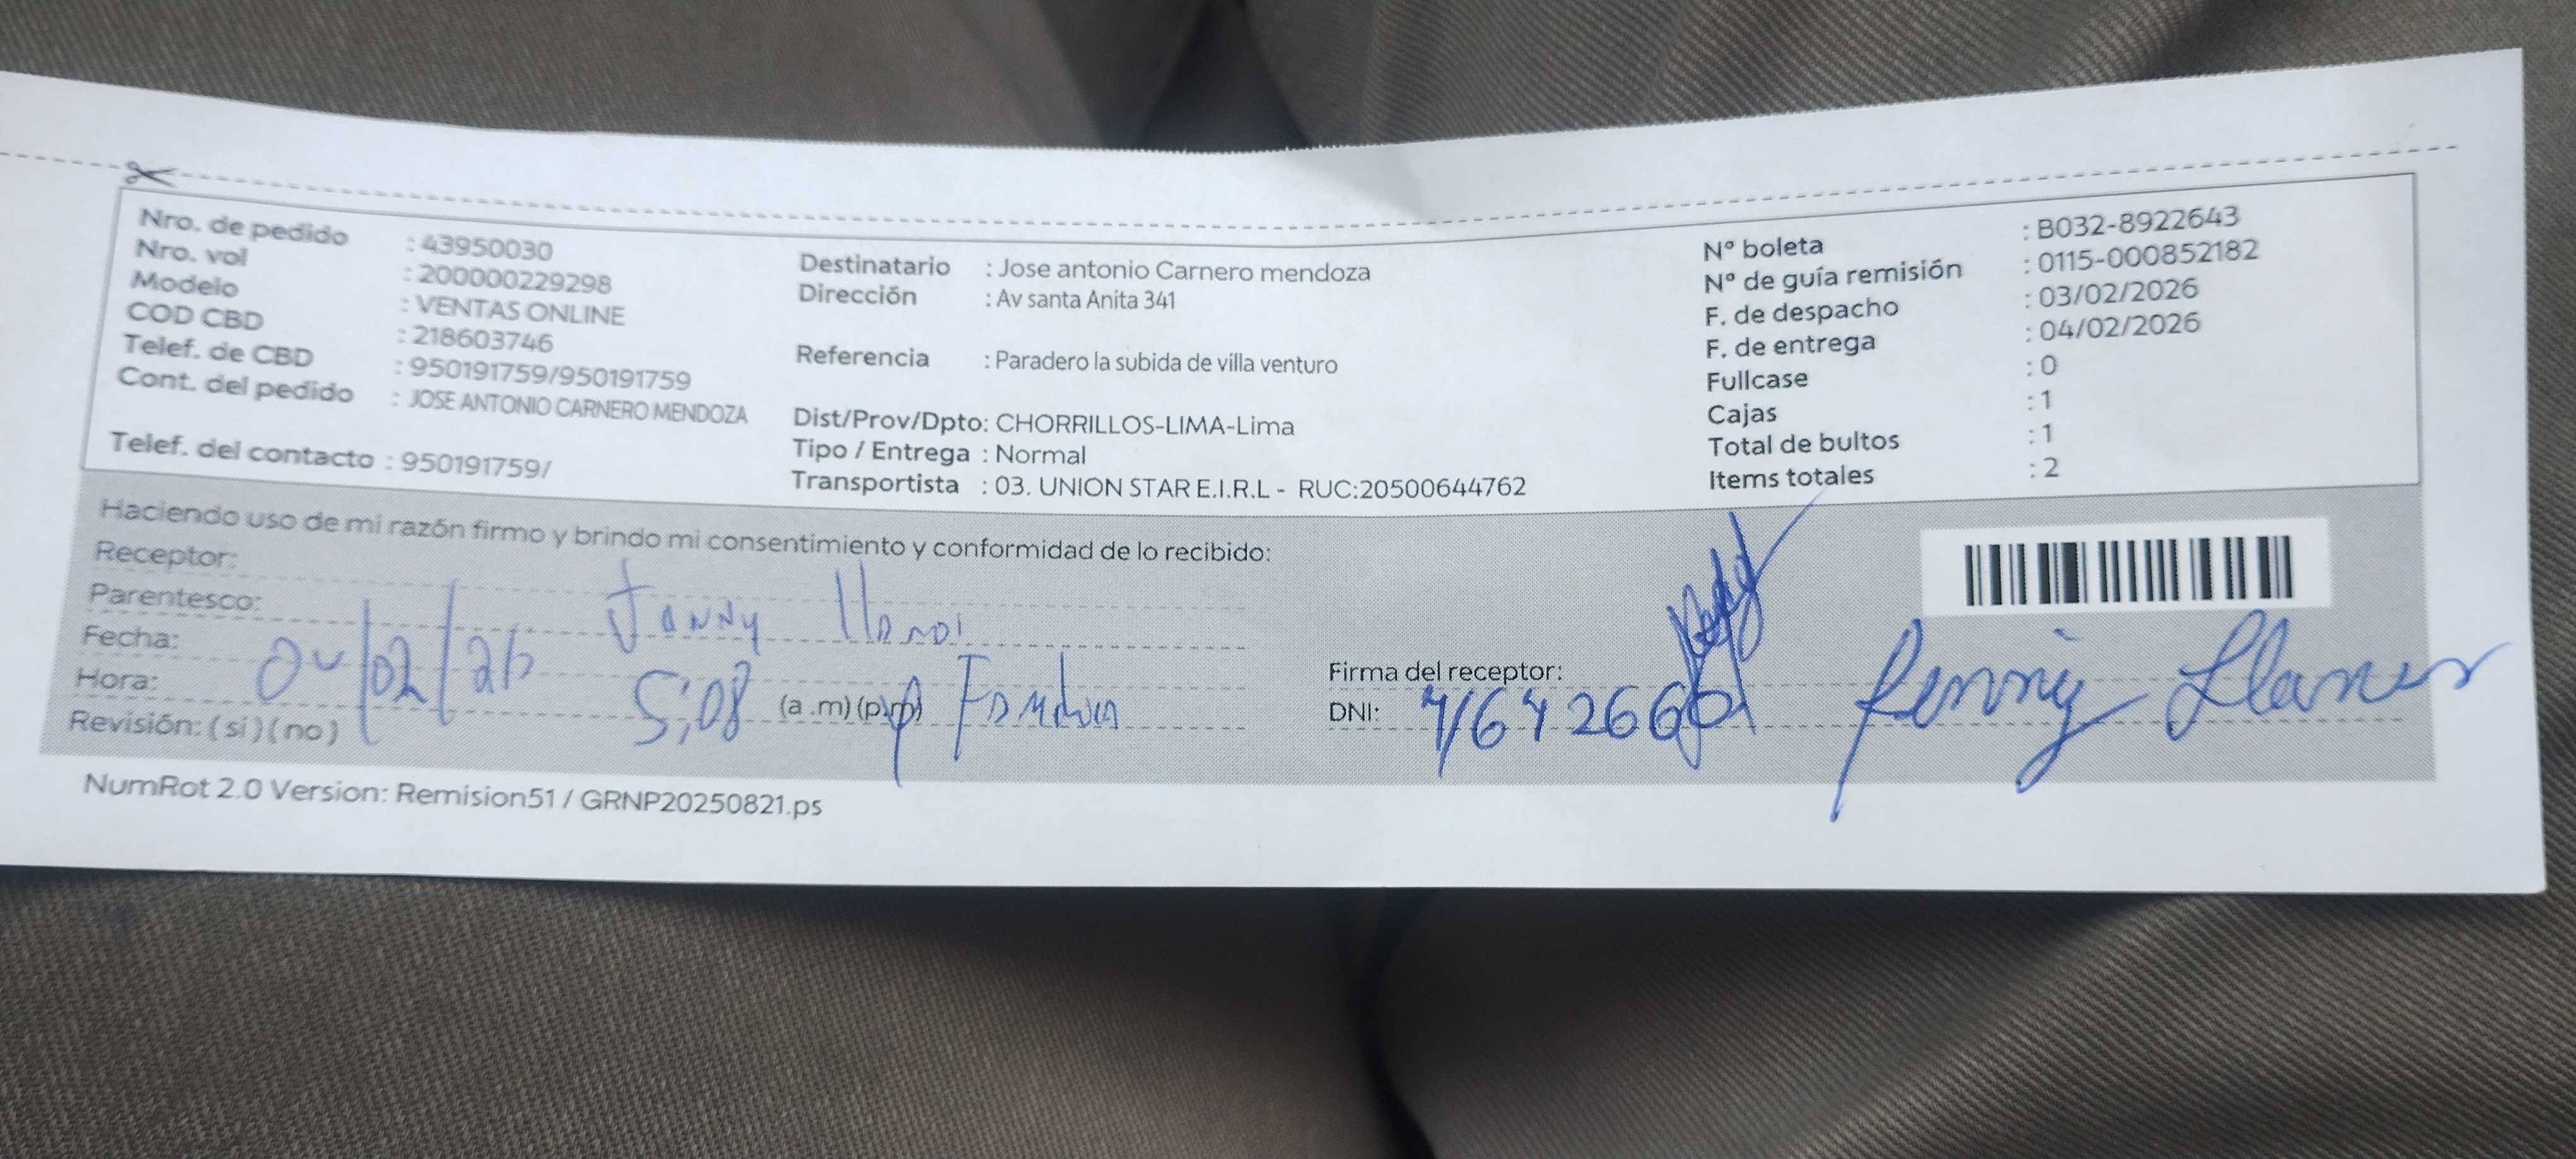 Nro. de pedido : 43950030
Nro. vol : 200000229298
Modelo : VENTAS ONLINE
COD CBD : 218603746
Telef. de CBD : 950191759/950191759
Cont. del pedido : JOSE ANTONIO CARNERO MENDOZA
Telef. del contacto : 950191759/
Destinatario : Jose antonio Carnero mendoza
Dirección : Av santa Anita 341
Referencia : Paradero la subida de villa venturo
Dist/Prov/Dpto: CHORRILLOS-LIMA-Lima
Tipo / Entrega : Normal
Transportista : 03. UNION STAR E.I.R.L - RUC:20500644762
Nº boleta : B032-8922643
Nº de guía remisión : 0115-000852182
F. de despacho : 03/02/2026
F. de entrega : 04/02/2026
Fullcase : 0
Cajas : 1
Total de bultos : 1
Items totales : 2
Haciendo uso de mi razón firmo y brindo mi consentimiento y conformidad de lo recibido:
Receptor:
Parentesco: Janny
Fecha: 04/02/26
Hora: 5:08 (a.m) (p.m)
Revisión: ( si ) ( no )
Firma del receptor:
DNI:
NumRot 2.0 Version: Remision51 / GRNP20250821.ps